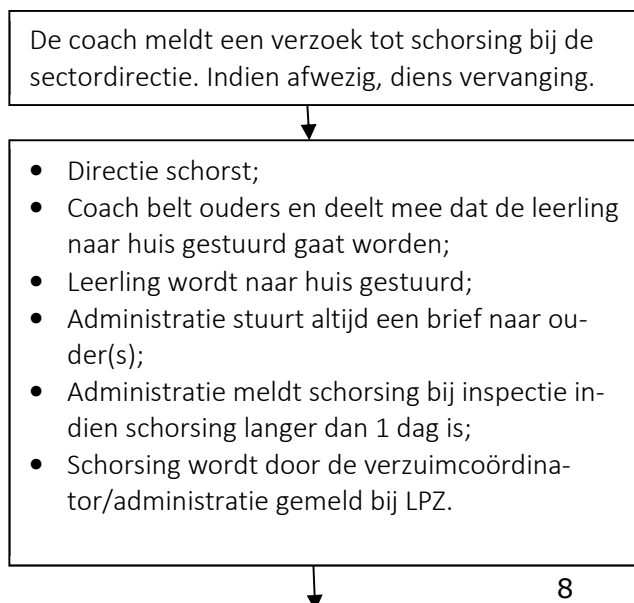 De coach meldt een verzoek tot schorsing bij de
sectordirectie. Indien afwezig, diens vervanging.
• Directie schorst;
• Coach belt ouders en deelt mee dat de leerling
naar huis gestuurd gaat worden;
• Leerling wordt naar huis gestuurd;
• Administratie stuurt altijd een brief naar ou-
der(s);
• Administratie meldt schorsing bij inspectie in-
dien schorsing langer dan 1 dag is;
• Schorsing wordt door de verzuimcoördina-
tor/administratie gemeld bij LPZ.
8